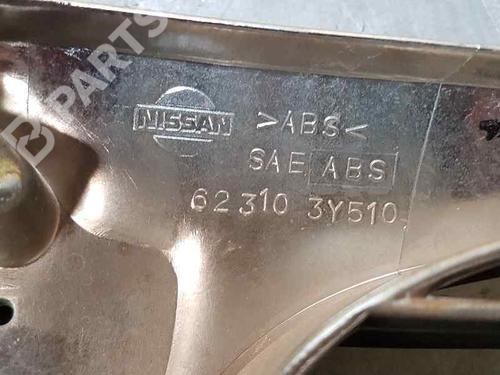 B-PARTS
NISSAN >ABS<
SAE ABS
62310 3Y510